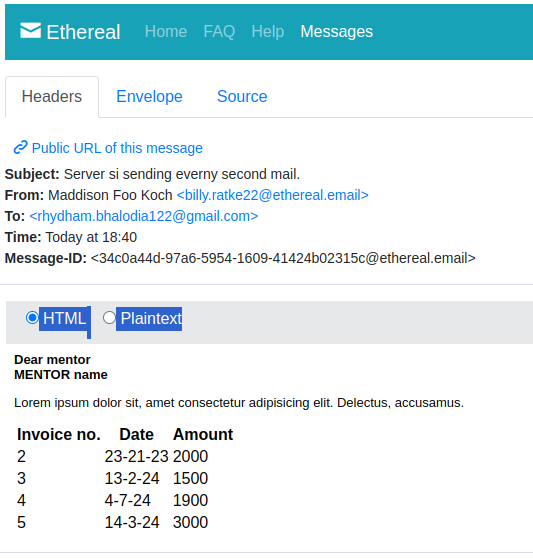 Ethereal Home FAQ Help Messages
Headers Envelope Source
Public URL of this message
Subject: Server si sending everny second mail.
From: Maddison Foo Koch <billy.ratke22@ethereal.email>
To: <rhydham.bhalodia122@gmail.com>
Time: Today at 18:40
Message-ID: <34c0a44d-97a6-5954-1609-41424b02315c@ethereal.email>
HTML Plaintext
Dear mentor
MENTOR name
Lorem ipsum dolor sit, amet consectetur adipisicing elit. Delectus, accusamus.
Invoice no. Date Amount
2 23-21-23 2000
3 13-2-24 1500
4 4-7-24 1900
5 14-3-24 3000